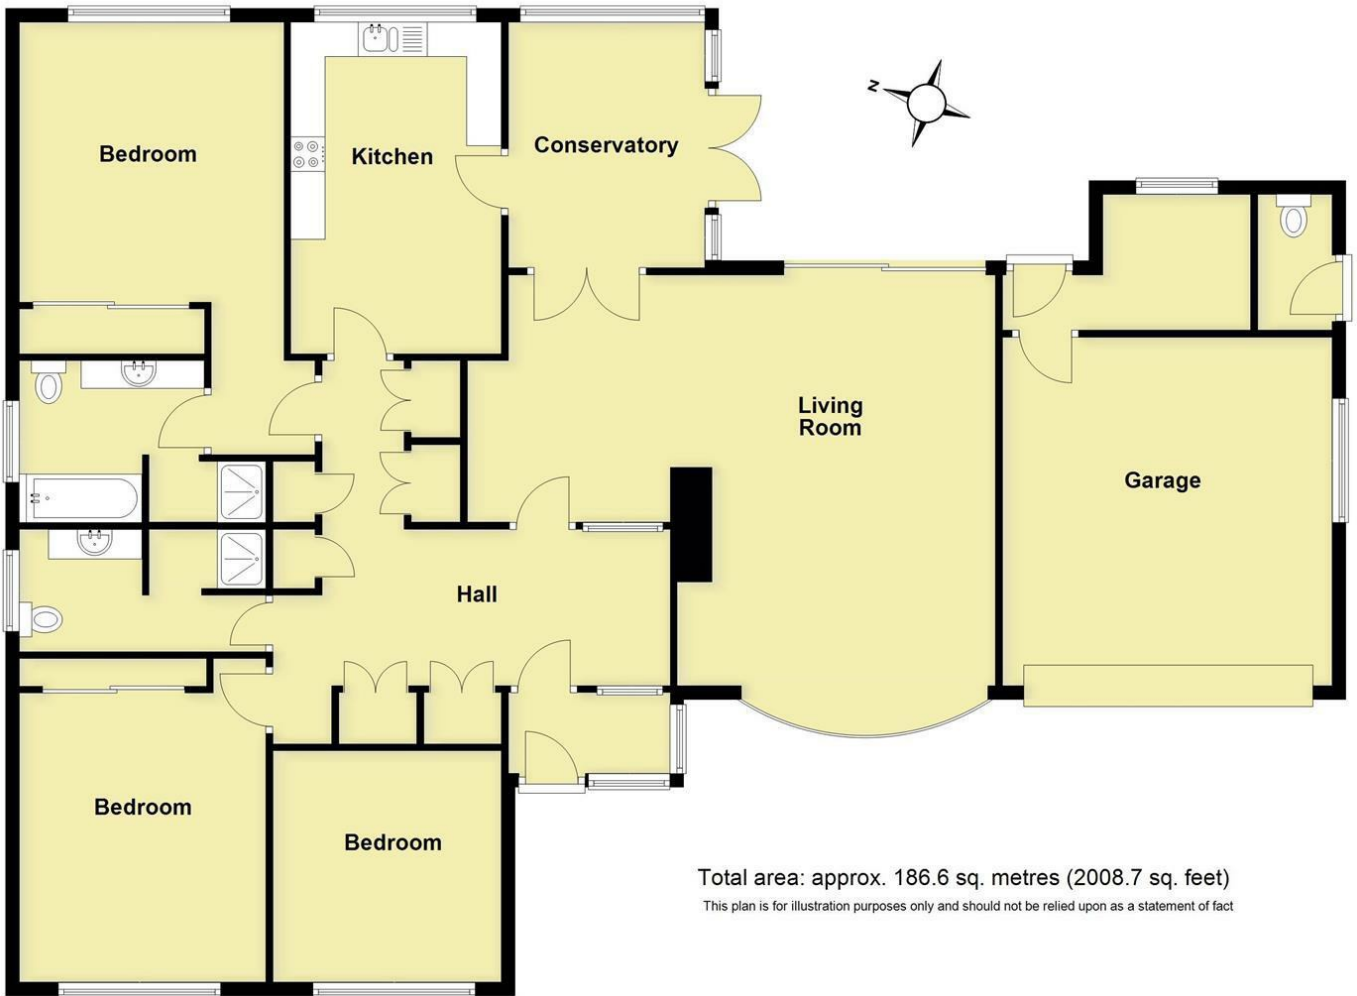 N
Bedroom
Kitchen
Conservatory
Living
Room
Garage
Hall
Bedroom
Bedroom
Total area: approx. 186.6 sq. metres (2008.7 sq. feet)
This plan is for illustration purposes only and should not be relied upon as a statement of fact